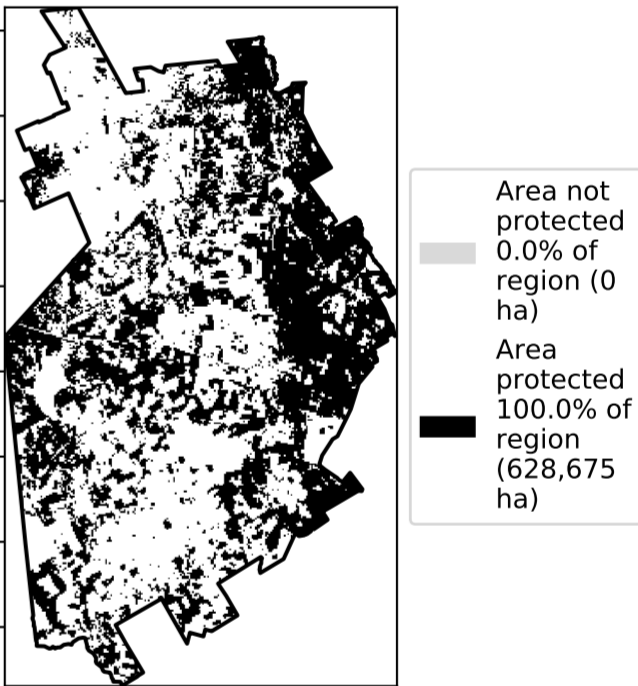 Area not
protected
0.0% of
region (0
ha)
Area
protected
100.0% of
region
(628,675
ha)